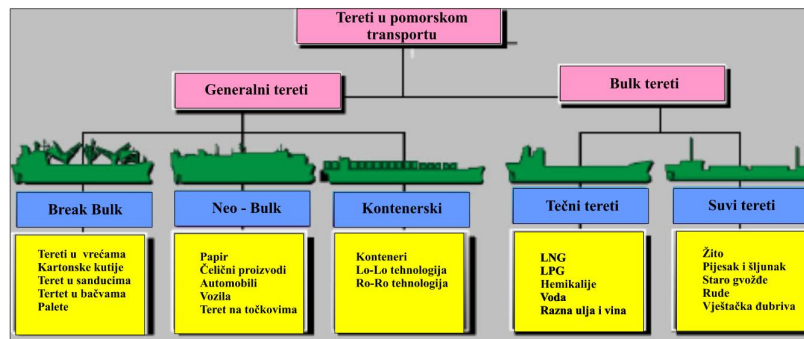 Tereti u pomorskom
transportu
Generalni tereti
Bulk tereti
Break Bulk
Neo - Bulk
Kontenerski
Tečni tereti
Suvi tereti
Tereti u vrećama
Kartonske kutije
Teret u sanducima
Tertet u bačvama
Palete
Papir
Čelični proizvodi
Automobili
Vozila
Teret na točkovima
Konteneri
Lo-Lo tehnologija
Ro-Ro tehnologija
LNG
LPG
Hemikalije
Voda
Razna ulja i vina
Žito
Pijesak i šljunak
Staro gvožđe
Rude
Vještačka đubriva